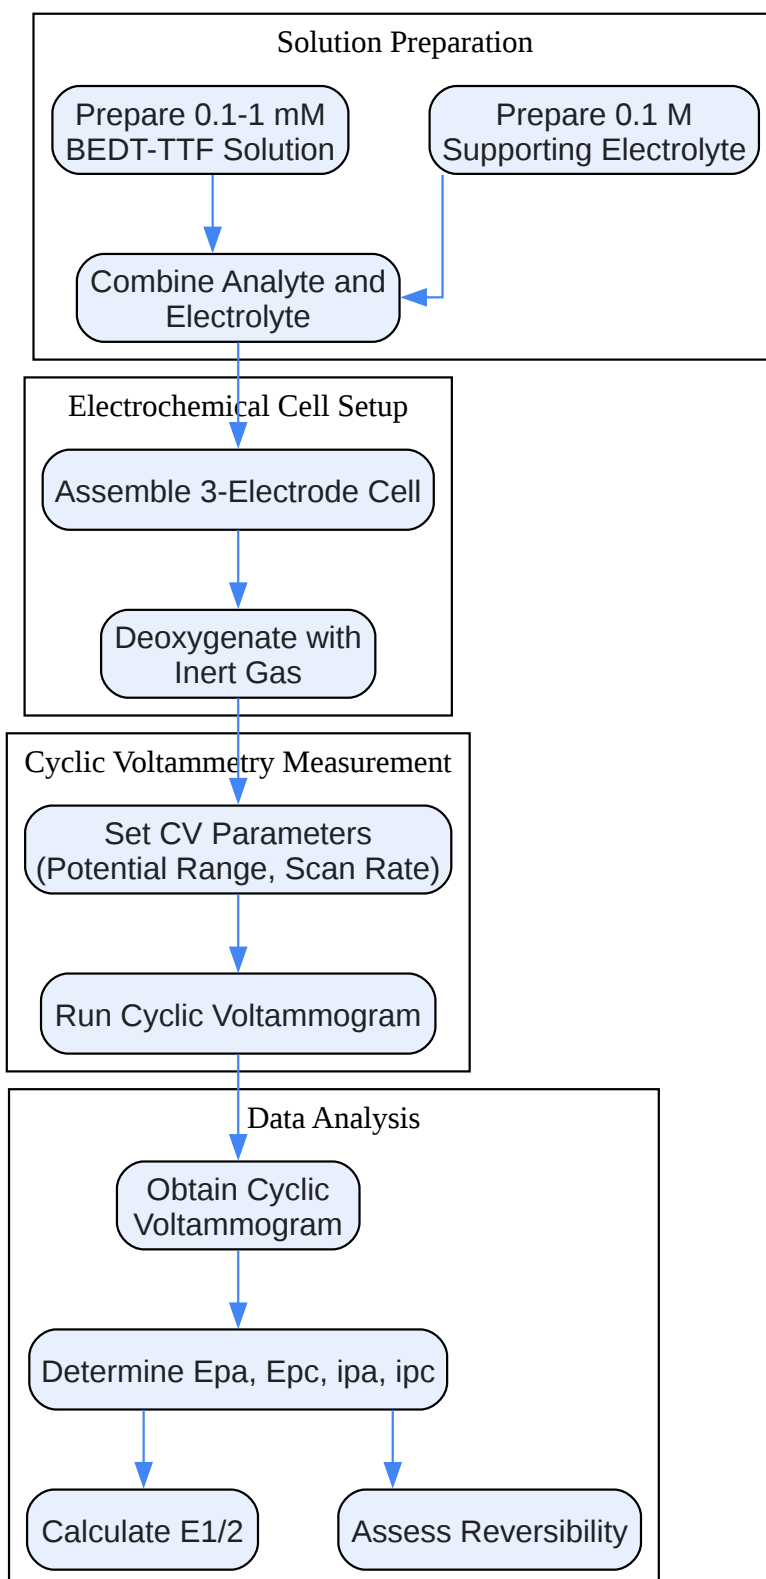 Solution Preparation
Prepare 0.1-1 mM
BEDT-TTF Solution
Prepare 0.1 M
Supporting Electrolyte
Combine Analyte and
Electrolyte
Electrochemical Cell Setup
Assemble 3-Electrode Cell
Deoxygenate with
Inert Gas
Cyclic Voltammetry Measurement
Set CV Parameters
(Potential Range, Scan Rate)
Run Cyclic Voltammogram
Data Analysis
Obtain Cyclic
Voltammogram
Determine Epa, Epc, ipa, ipc
Calculate E1/2
Assess Reversibility